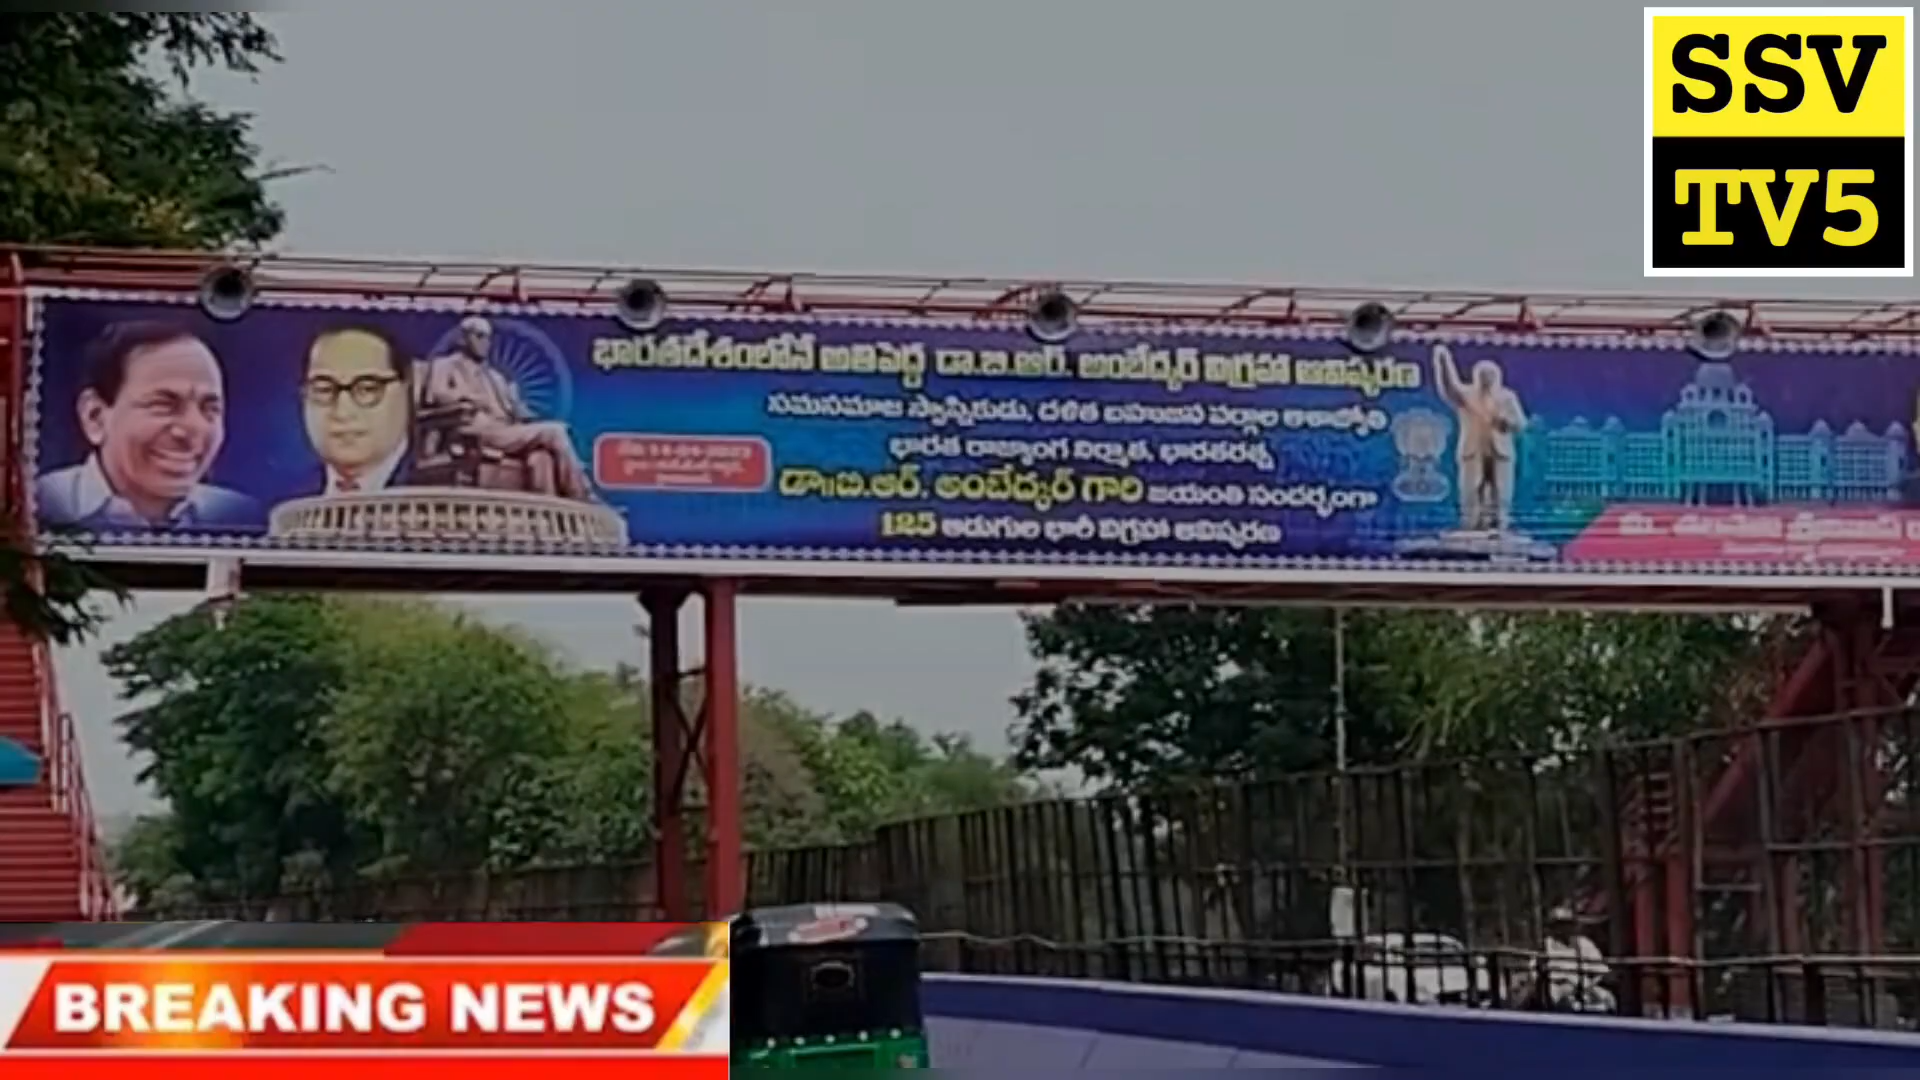 SSV
TV5
భారతదేశంలోనే అతిపెద్ద డా.బి.ఆర్. అంబేద్కర్ విగ్రహ ఆవిష్కరణ
సమసమాజ స్వాప్నికుడు, దళిత బహుజన వర్గాల ఆశాజ్యోతి
భారత రాజ్యాంగ నిర్మాత, భారతరత్న
డా॥బి.ఆర్. అంబేద్కర్ గారి జయంతి సందర్భంగా
125 అడుగుల భారీ విగ్రహ ఆవిష్కరణ
BREAKING NEWS